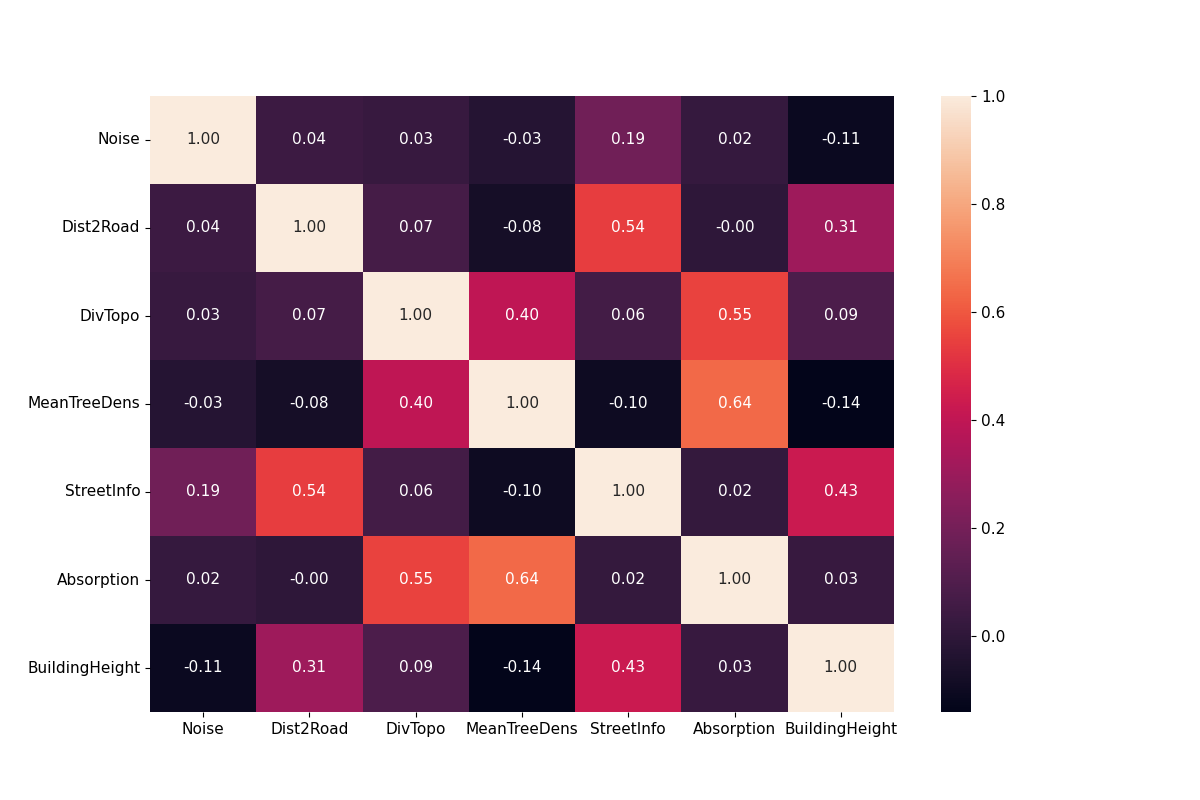 1.0
Noise 1.00 0.04 0.03 -0.03 0.19 0.02 -0.11
0.8
Dist2Road 0.04 1.00 0.07 -0.08 0.54 -0.00 0.31
DivTopo 0.03 0.07 1.00 0.40 0.06 0.55 0.09
0.6
MeanTreeDens -0.03 -0.08 0.40 1.00 -0.10 0.64 -0.14
0.4
StreetInfo 0.19 0.54 0.06 -0.10 1.00 0.02 0.43
0.2
Absorption 0.02 -0.00 0.55 0.64 0.02 1.00 0.03
0.0
BuildingHeight -0.11 0.31 0.09 -0.14 0.43 0.03 1.00
Noise Dist2Road DivTopo MeanTreeDens StreetInfo Absorption BuildingHeight